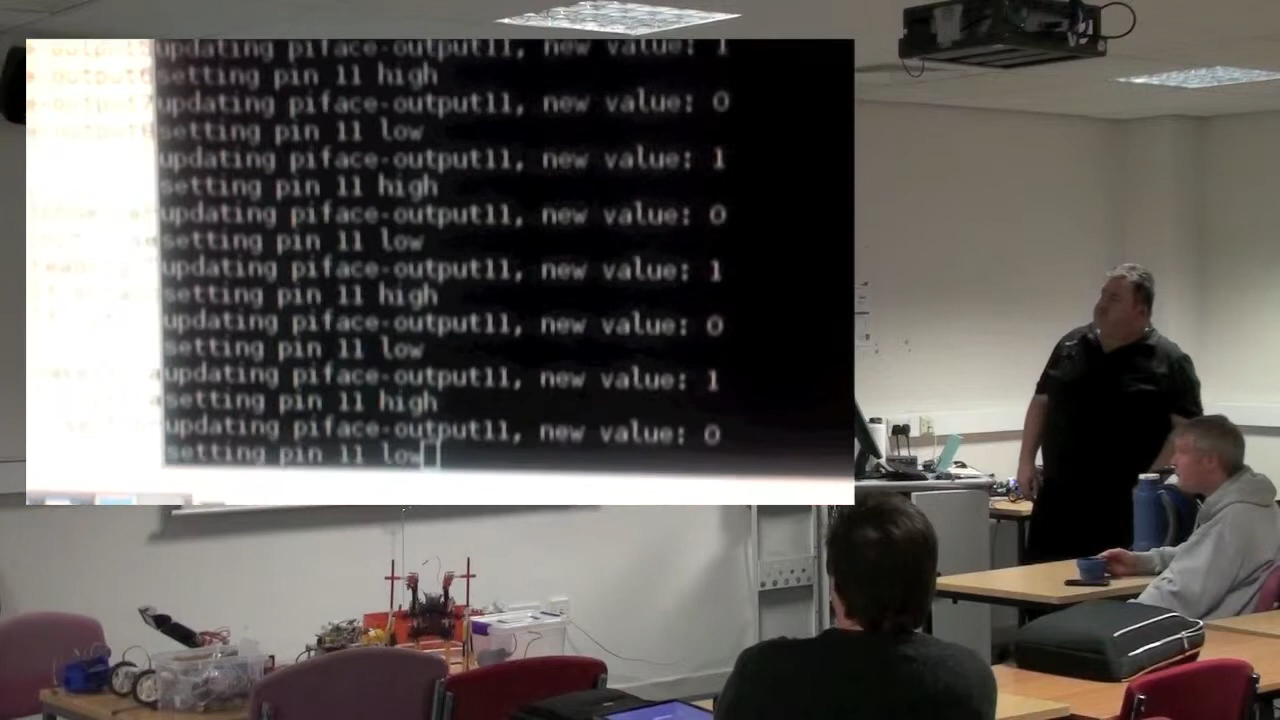 updating piface-output11, new value: 1
setting pin 11 high
updating piface-output11, new value: 0
setting pin 11 low
updating piface-output11, new value: 1
setting pin 11 high
updating piface-output11, new value: 0
setting pin 11 low
updating piface-output11, new value: 1
setting pin 11 high
updating piface-output11, new value: 0
setting pin 11 low
updating piface-output11, new value: 1
setting pin 11 high
updating piface-output11, new value: 0
setting pin 11 low